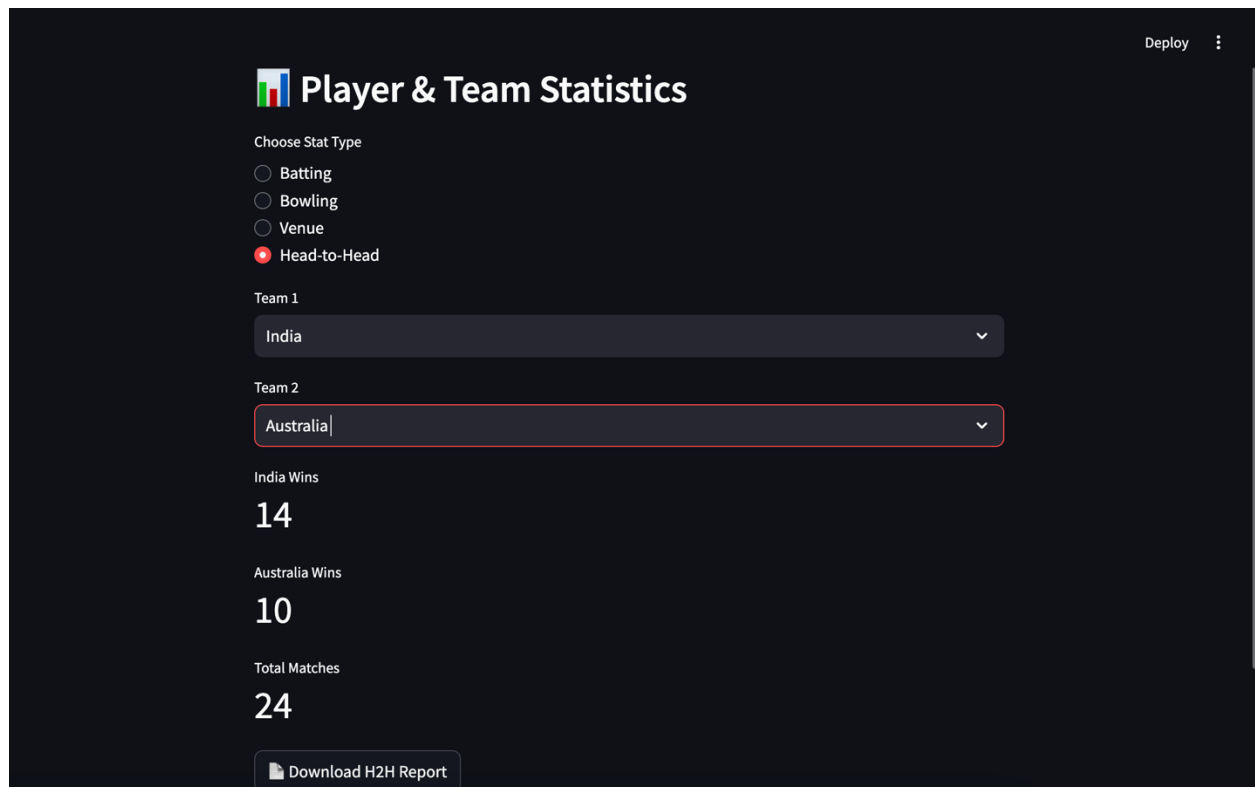 Deploy
Player & Team Statistics
Choose Stat Type
Batting
Bowling
Venue
Head-to-Head
Team 1
India
Team 2
Australia
India Wins
14
Australia Wins
10
Total Matches
24
Download H2H Report